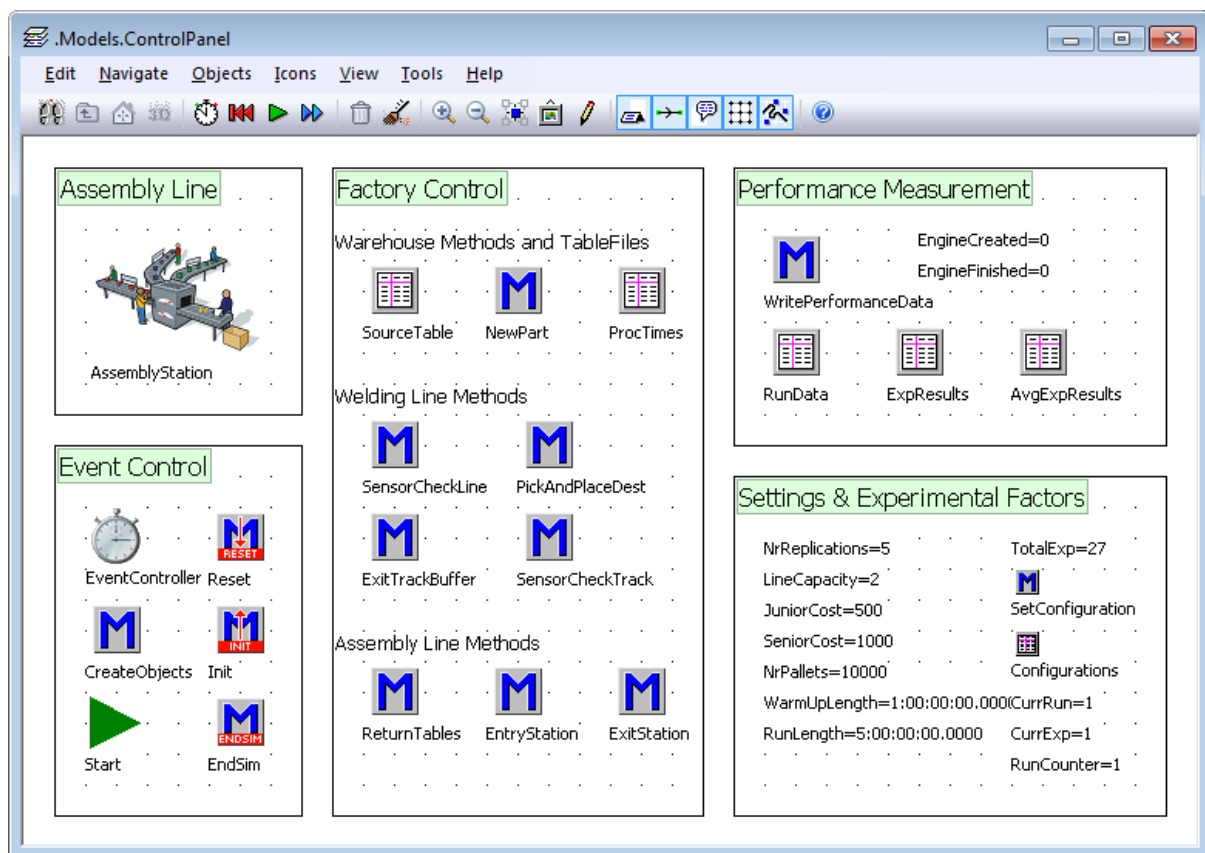 .Models.ControlPanel
Edit Navigate Objects Icons View Tools Help
Assembly Line
AssemblyStation
Event Control
EventController Reset
RESET
CreateObjects Init
INIT
Start EndSim
ENDSIM
Factory Control
Warehouse Methods and TableFiles
SourceTable NewPart ProcTimes
Welding Line Methods
SensorCheckLine PickAndPlaceDest
ExitTrackBuffer SensorCheckTrack
Assembly Line Methods
ReturnTables EntryStation ExitStation
Performance Measurement
EngineCreated=0
EngineFinished=0
WritePerformanceData
RunData ExpResults AvgExpResults
Settings & Experimental Factors
NrReplications=5 TotalExp=27
LineCapacity=2
JuniorCost=500 SetConfiguration
SeniorCost=1000
NrPallets=10000 Configurations
WarmUpLength=1:00:00:00.000 CurrRun=1
RunLength=5:00:00:00.0000 CurrExp=1
RunCounter=1